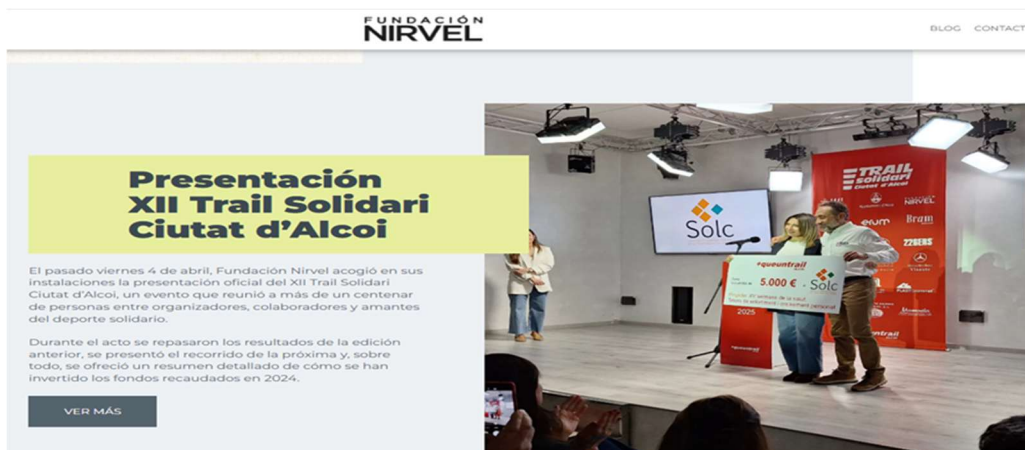 FUNDACIÓN
NIRVEL
BLOG CONTACT
Presentación
XII Trail Solidari
Ciutat d'Alcoi
El pasado viernes 4 de abril, Fundación Nirvel acogió en sus
instalaciones la presentación oficial del XII Trail Solidari
Ciutat d'Alcoi, un evento que reunió a más de un centenar
de personas entre organizadores, colaboradores y amantes
del deporte solidario.
Durante el acto se repasaron los resultados de la edición
anterior, se presentó el recorrido de la próxima y, sobre
todo, se ofreció un resumen detallado de cómo se han
invertido los fondos recaudados en 2024.
VER MÁS
Solc
TRAIL
solidari
Ciutat d'Alcoi
NIRVEL
erum
Bram
226ERS
+queuntrail
5.000 €
Solc
2025